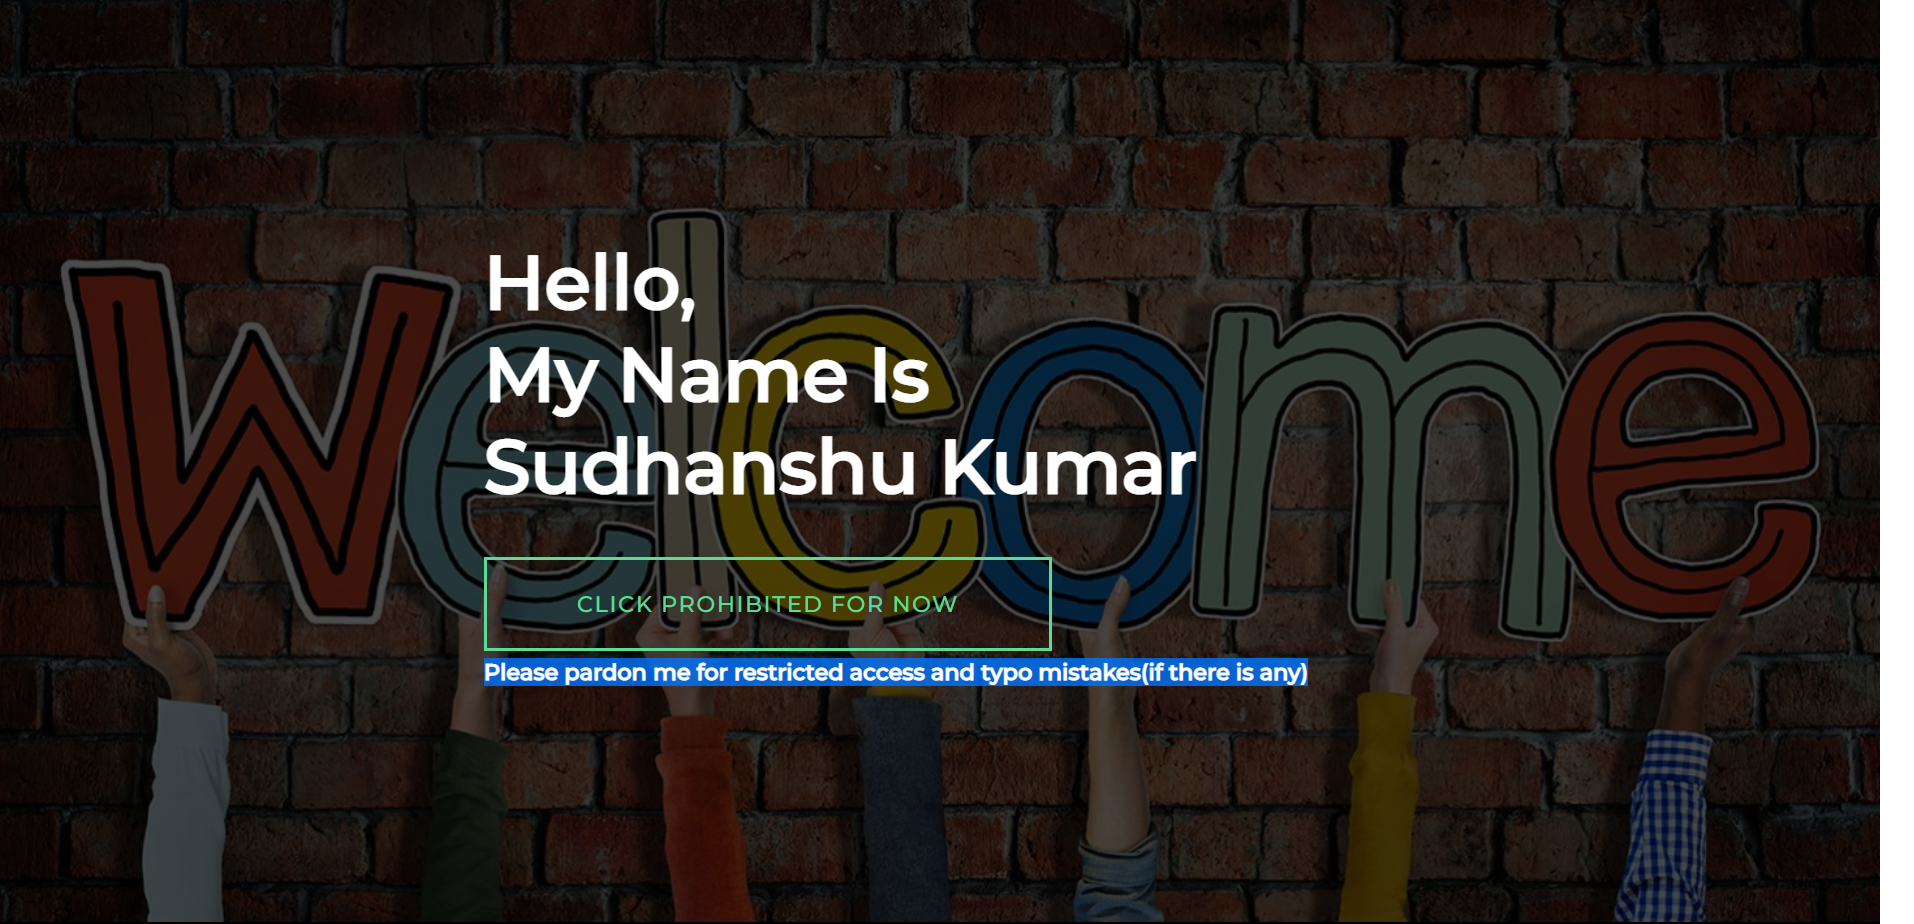 Welcome
Hello,
My Name Is
Sudhanshu Kumar
CLICK PROHIBITED FOR NOW
Please pardon me for restricted access and typo mistakes(if there is any)